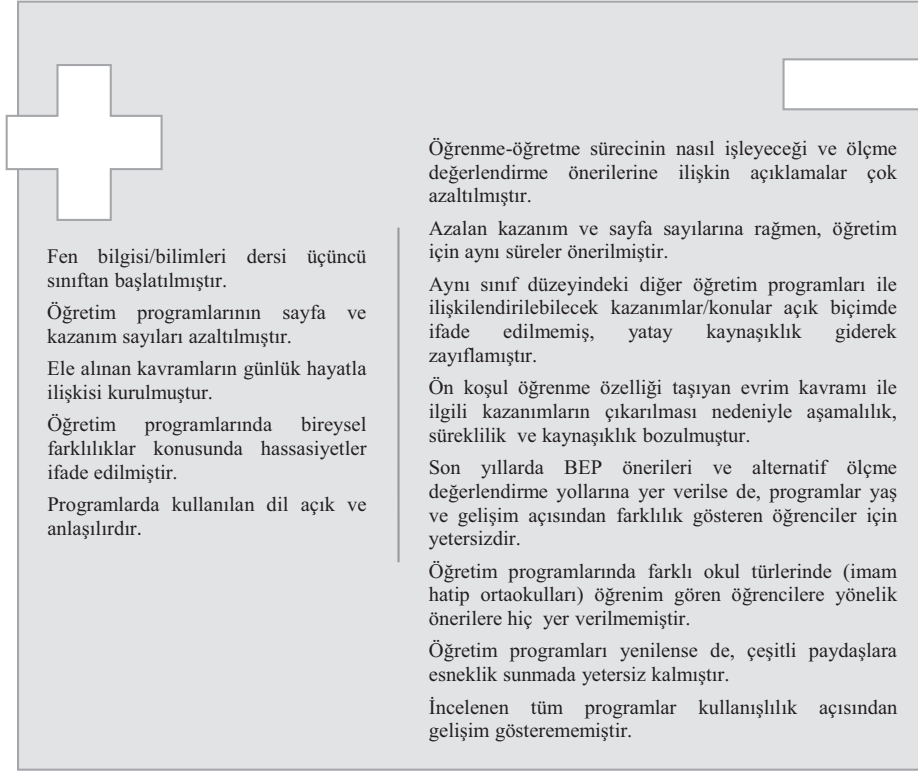 Fen bilgisi/bilimleri dersi üçüncü
sınıftan başlatılmıştır.
Öğretim programlarının sayfa ve
kazanım sayıları azaltılmıştır.
Ele alınan kavramların günlük hayatla
ilişkisi kurulmuştur.
Öğretim programlarında bireysel
farklılıklar konusunda hassasiyetler
ifade edilmiştir.
Programlarda kullanılan dil açık ve
anlaşılırdır.
Öğrenme-öğretme sürecinin nasıl işleyeceği ve ölçme
değerlendirme önerilerine ilişkin açıklamalar çok
azaltılmıştır.
Azalan kazanım ve sayfa sayılarına rağmen, öğretim
için aynı süreler önerilmiştir.
Aynı sınıf düzeyindeki diğer öğretim programları ile
ilişkilendirilebilecek kazanımlar/konular açık biçimde
ifade edilmemiş, yatay kaynaşıklık giderek
zayıflamıştır.
Ön koşul öğrenme özelliği taşıyan evrim kavramı ile
ilgili kazanımların çıkarılması nedeniyle aşamalılık,
süreklilik ve kaynaşıklık bozulmuştur.
Son yıllarda BEP önerileri ve alternatif ölçme
değerlendirme yollarına yer verilse de, programlar yaş
ve gelişim açısından farklılık gösteren öğrenciler için
yetersizdir.
Öğretim programlarında farklı okul türlerinde (imam
hatip ortaokulları) öğrenim gören öğrencilere yönelik
önerilere hiç yer verilmemiştir.
Öğretim programları yenilense de, çeşitli paydaşlara
esneklik sunmada yetersiz kalmıştır.
İncelenen tüm programlar kullanışlılık açısından
gelişim gösterememiştir.